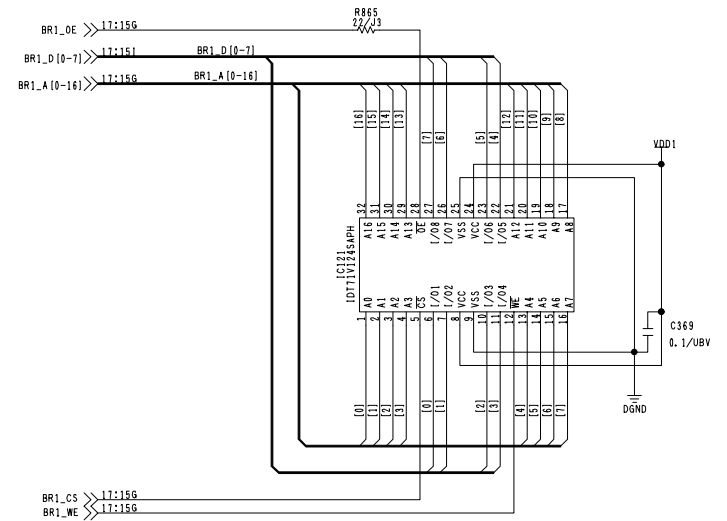 R865
22/J3
BR1_OE 17:15G
BR1_D[0-7] 17:15I BR1_D[0-7]
BR1_A[0-16] 17:15G BR1_A[0-16]
[16] [15] [14] [13] [7] [6] [5] [4] [12] [11] [10] [9] [8]
VDD1
32 31 30 29 28 27 26 25 24 23 22 21 20 19 18 17
A16 A15 A14 A13 OE I/O8 I/O7 VSS VCC I/O6 I/O5 A12 A11 A10 A9 A8
IC121
IDT71V124SAPH
A0 A1 A2 A3 CS I/O1 I/O2 VCC VSS I/O3 I/O4 WE A4 A5 A6 A7
1 2 3 4 5 6 7 8 9 10 11 12 13 14 15 16
C369
0.1/UBV
[0] [1] [2] [3] [0] [1] [2] [3] [4] [5] [6] [7]
DGND
BR1_CS 17:15G
BR1_WE 17:15G